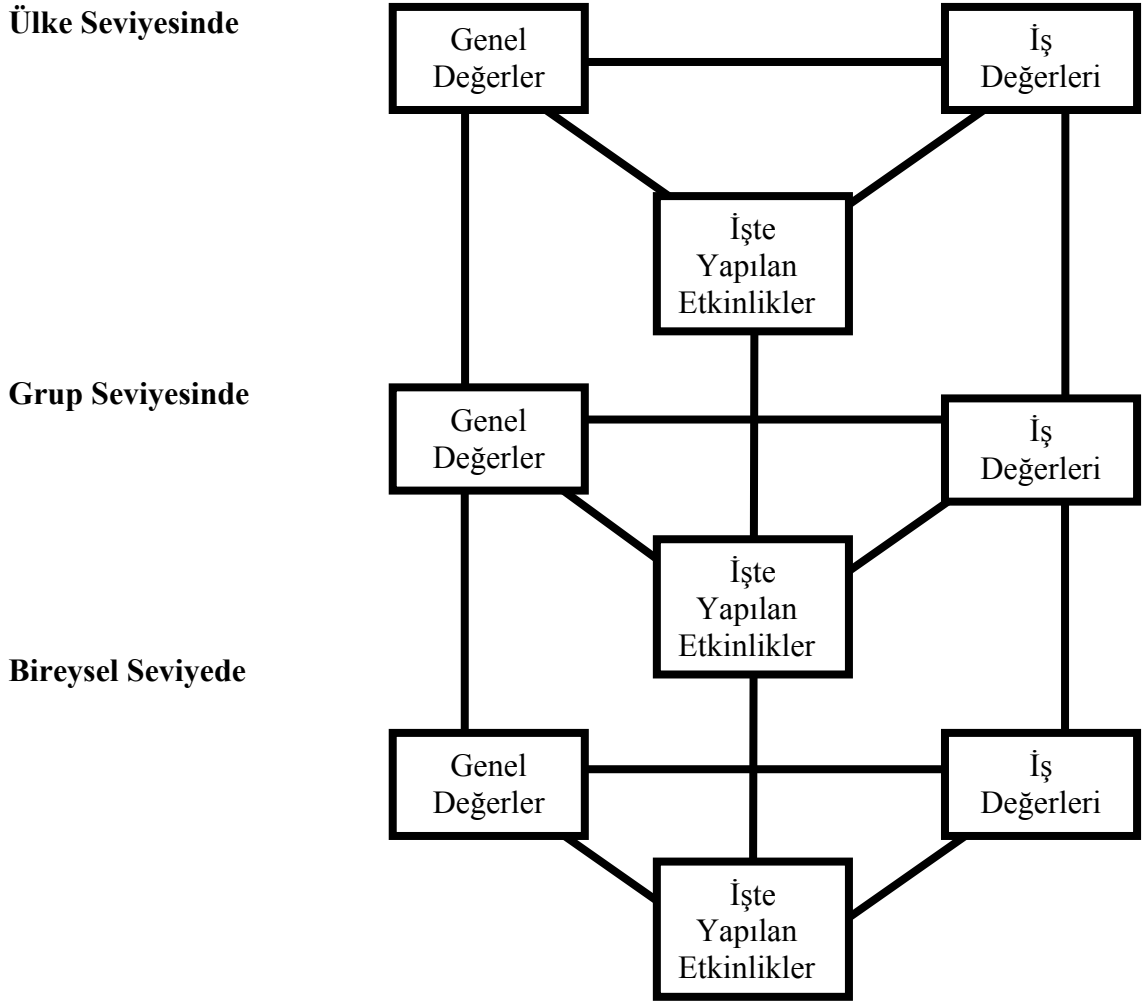 Ülke Seviyesinde
Genel
Değerler
İş
Değerleri
İşte
Yapılan
Etkinlikler
Grup Seviyesinde
Genel
Değerler
İş
Değerleri
İşte
Yapılan
Etkinlikler
Bireysel Seviyede
Genel
Değerler
İş
Değerleri
İşte
Yapılan
Etkinlikler